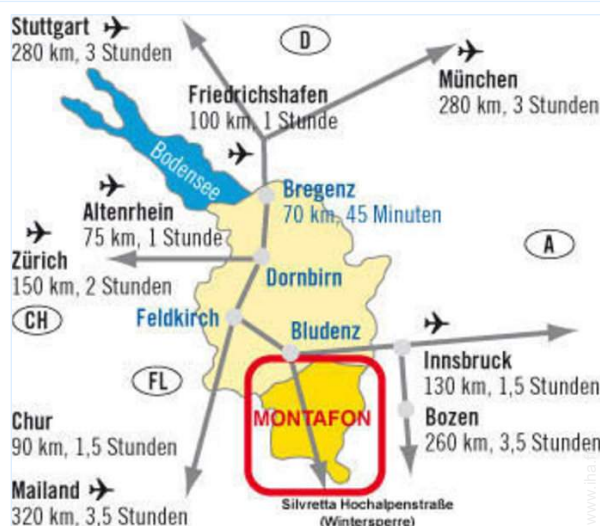 Stuttgart
280 km, 3 Stunden
D
München
280 km, 3 Stunden
Friedrichshafen
100 km, 1 Stunde
Bodensee
Bregenz
70 km, 45 Minuten
Altenrhein
75 km, 1 Stunde
A
Zürich
150 km, 2 Stunden
Dornbirn
CH
Feldkirch
Bludenz
Innsbruck
130 km, 1,5 Stunden
FL
Chur
90 km, 1,5 Stunden
MONTAFON
Bozen
260 km, 3,5 Stunden
Mailand
320 km, 3,5 Stunden
Silvretta Hochalpenstraße
(Wintersperre)